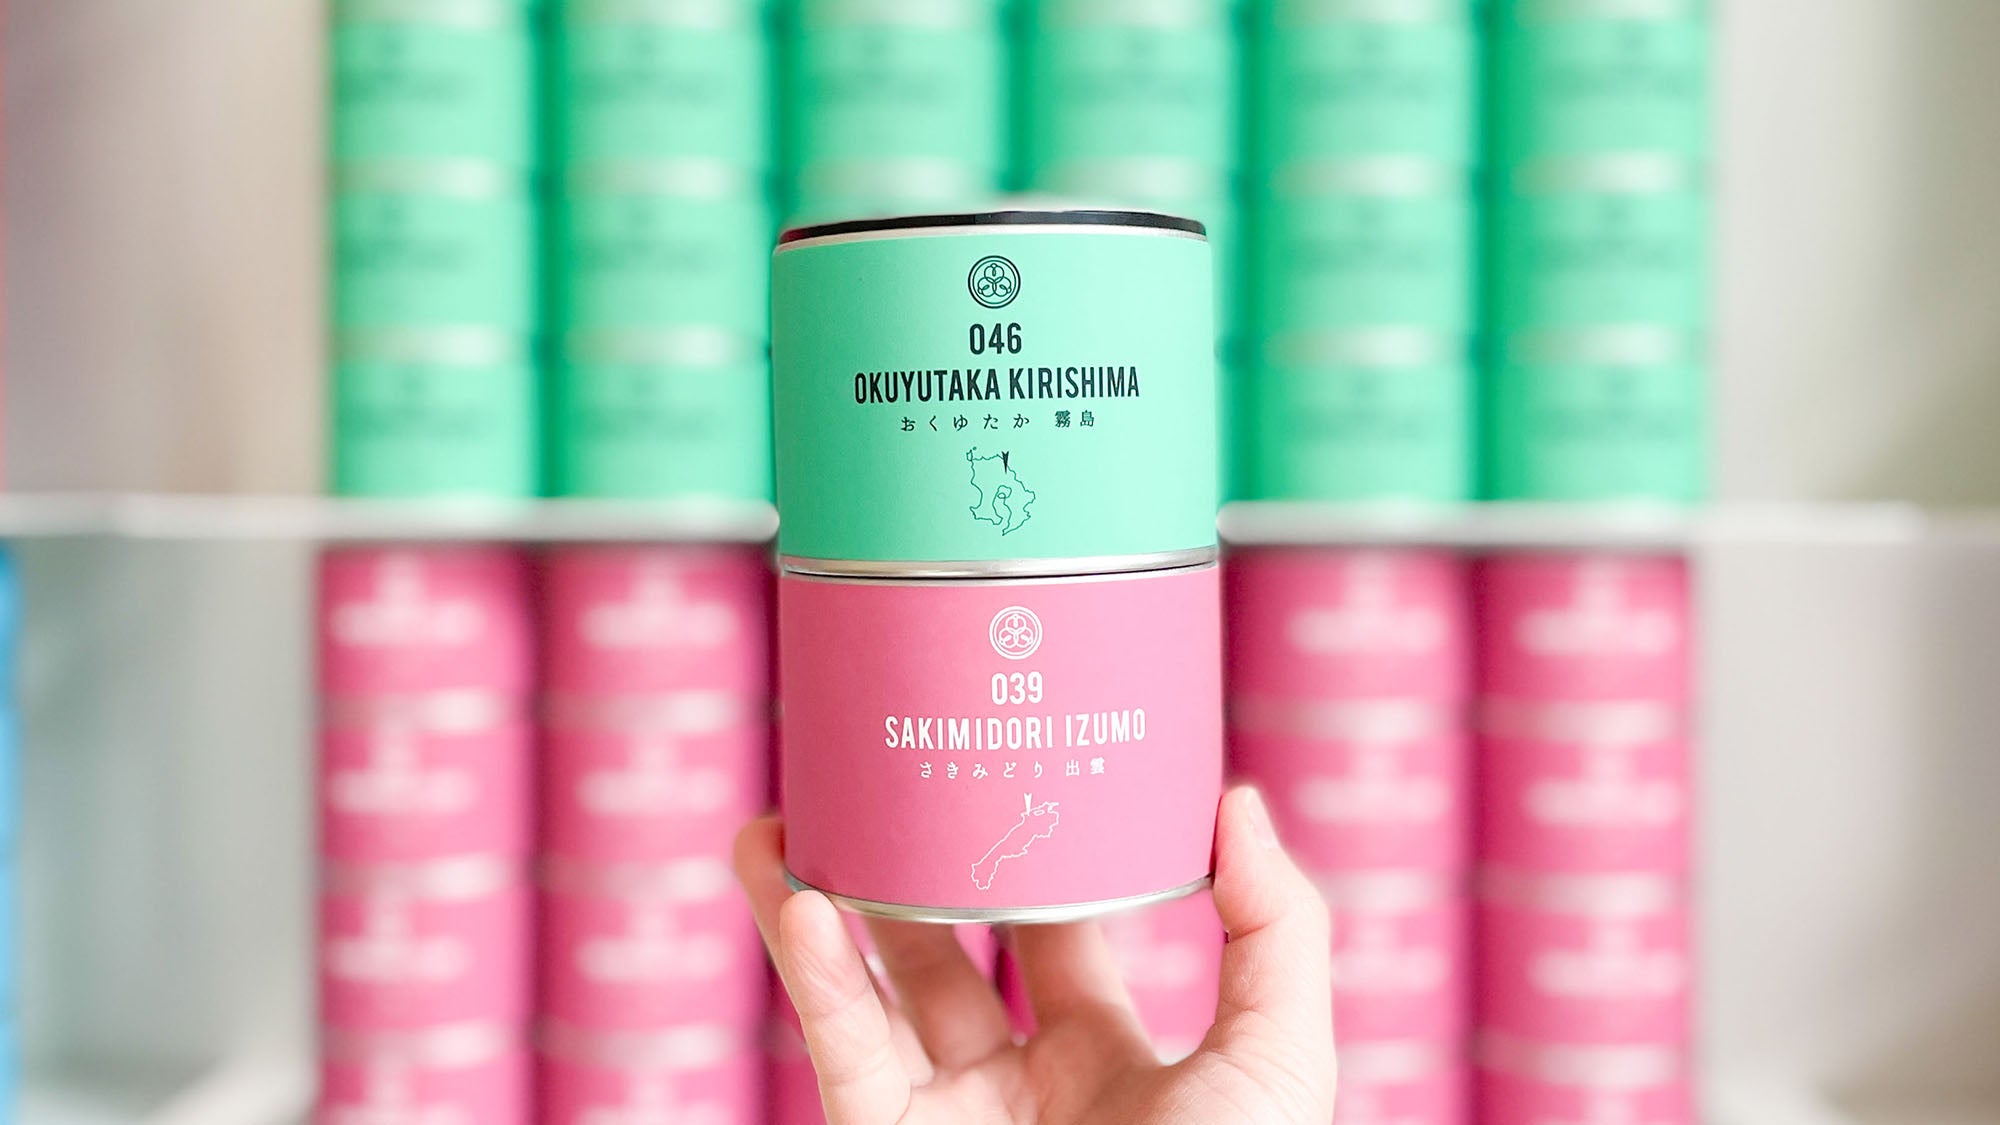 046
OKUYUTAKA KIRISHIMA
おくゆたか 霧島
039
SAKIMIDORI IZUMO
さきみどり 出雲